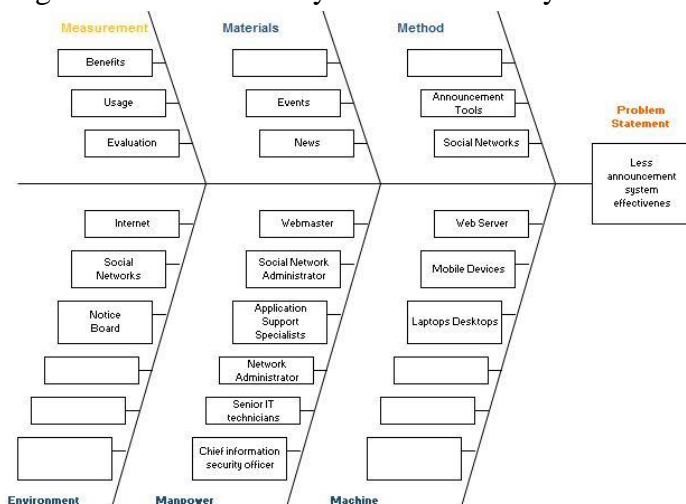 Measurement
Materials
Method
Benefits
Usage
Events
Announcement
Tools
Evaluation
News
Social Networks
Problem
Statement
Less
announcement
system
effectivenes
Internet
Webmaster
Web Server
Social
Networks
Social Network
Administrator
Mobile Devices
Notice
Board
Application
Support
Specialists
Laptops Desktops
Network
Administrator
Senior IT
technicians
Chief information
security officer
Environment
Manpower
Machine